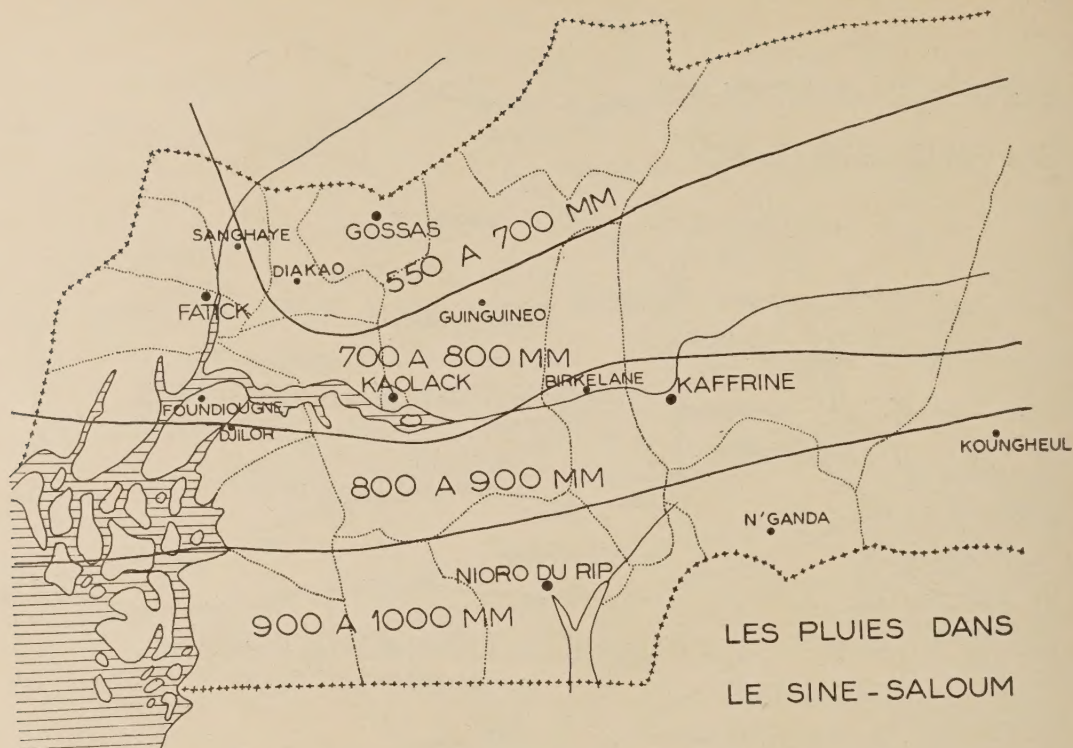 GOSSAS
SANGHAYE
550 A 700 MM
DIAKAO
FATICK
GUINGUINEO
700 A 800 MM
KAOLACK
BIRKELANE
KAFFRINE
FOUNDIOUGNE
DJILOR
KOUNGHEUL
800 A 900 MM
N'GANDA
NIORO DU RIP
900 A 1000 MM
LES PLUIES DANS
LE SINE-SALOUM